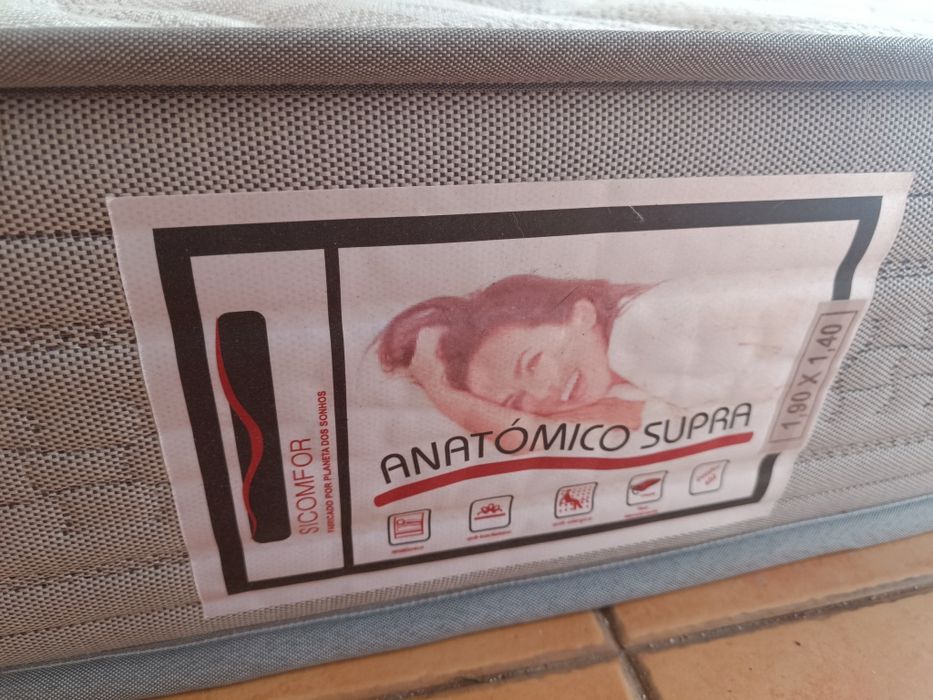 SICOMFOR
FABRICADO POR PLANETA DOS SONHOS
ANATÓMICO SUPRA
1,90 X 1,40